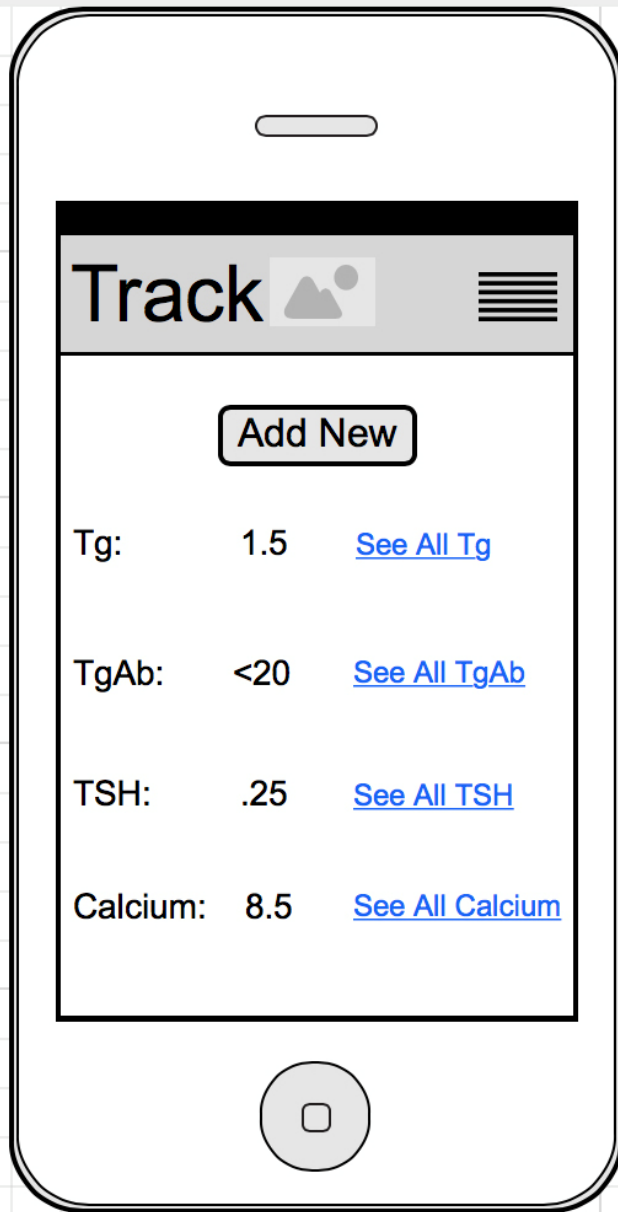 Track
Add New
Tg: 1.5 See All Tg
TgAb: <20 See All TgAb
TSH: .25 See All TSH
Calcium: 8.5 See All Calcium